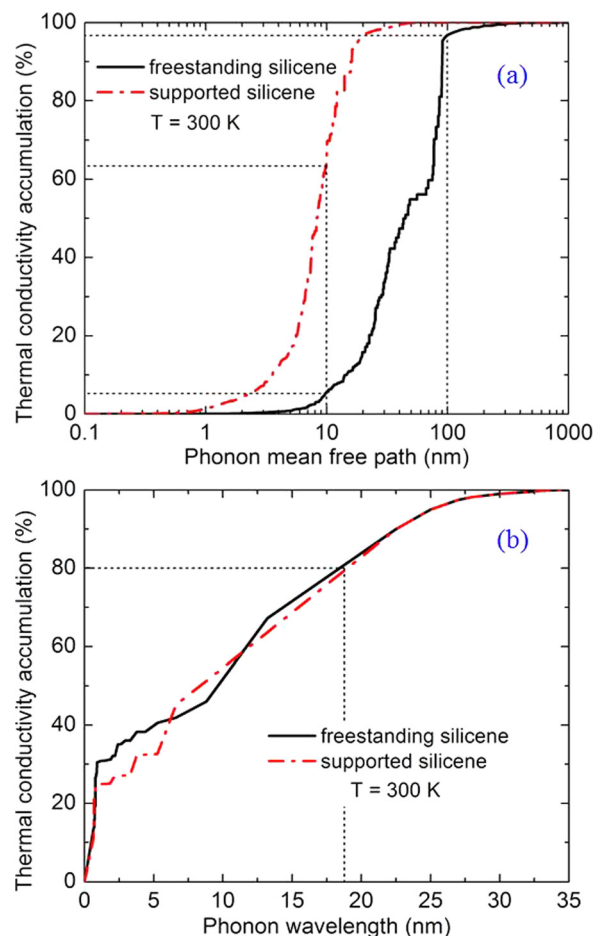 100
80
60
40
20
0
Thermal conductivity accumulation (%)
freestanding silicene
supported silicene
T = 300 K
(a)
0.1 1 10 100 1000
Phonon mean free path (nm)
100
80
60
40
20
0
Thermal conductivity accumulation (%)
(b)
freestanding silicene
supported silicene
T = 300 K
0 5 10 15 20 25 30 35
Phonon wavelength (nm)